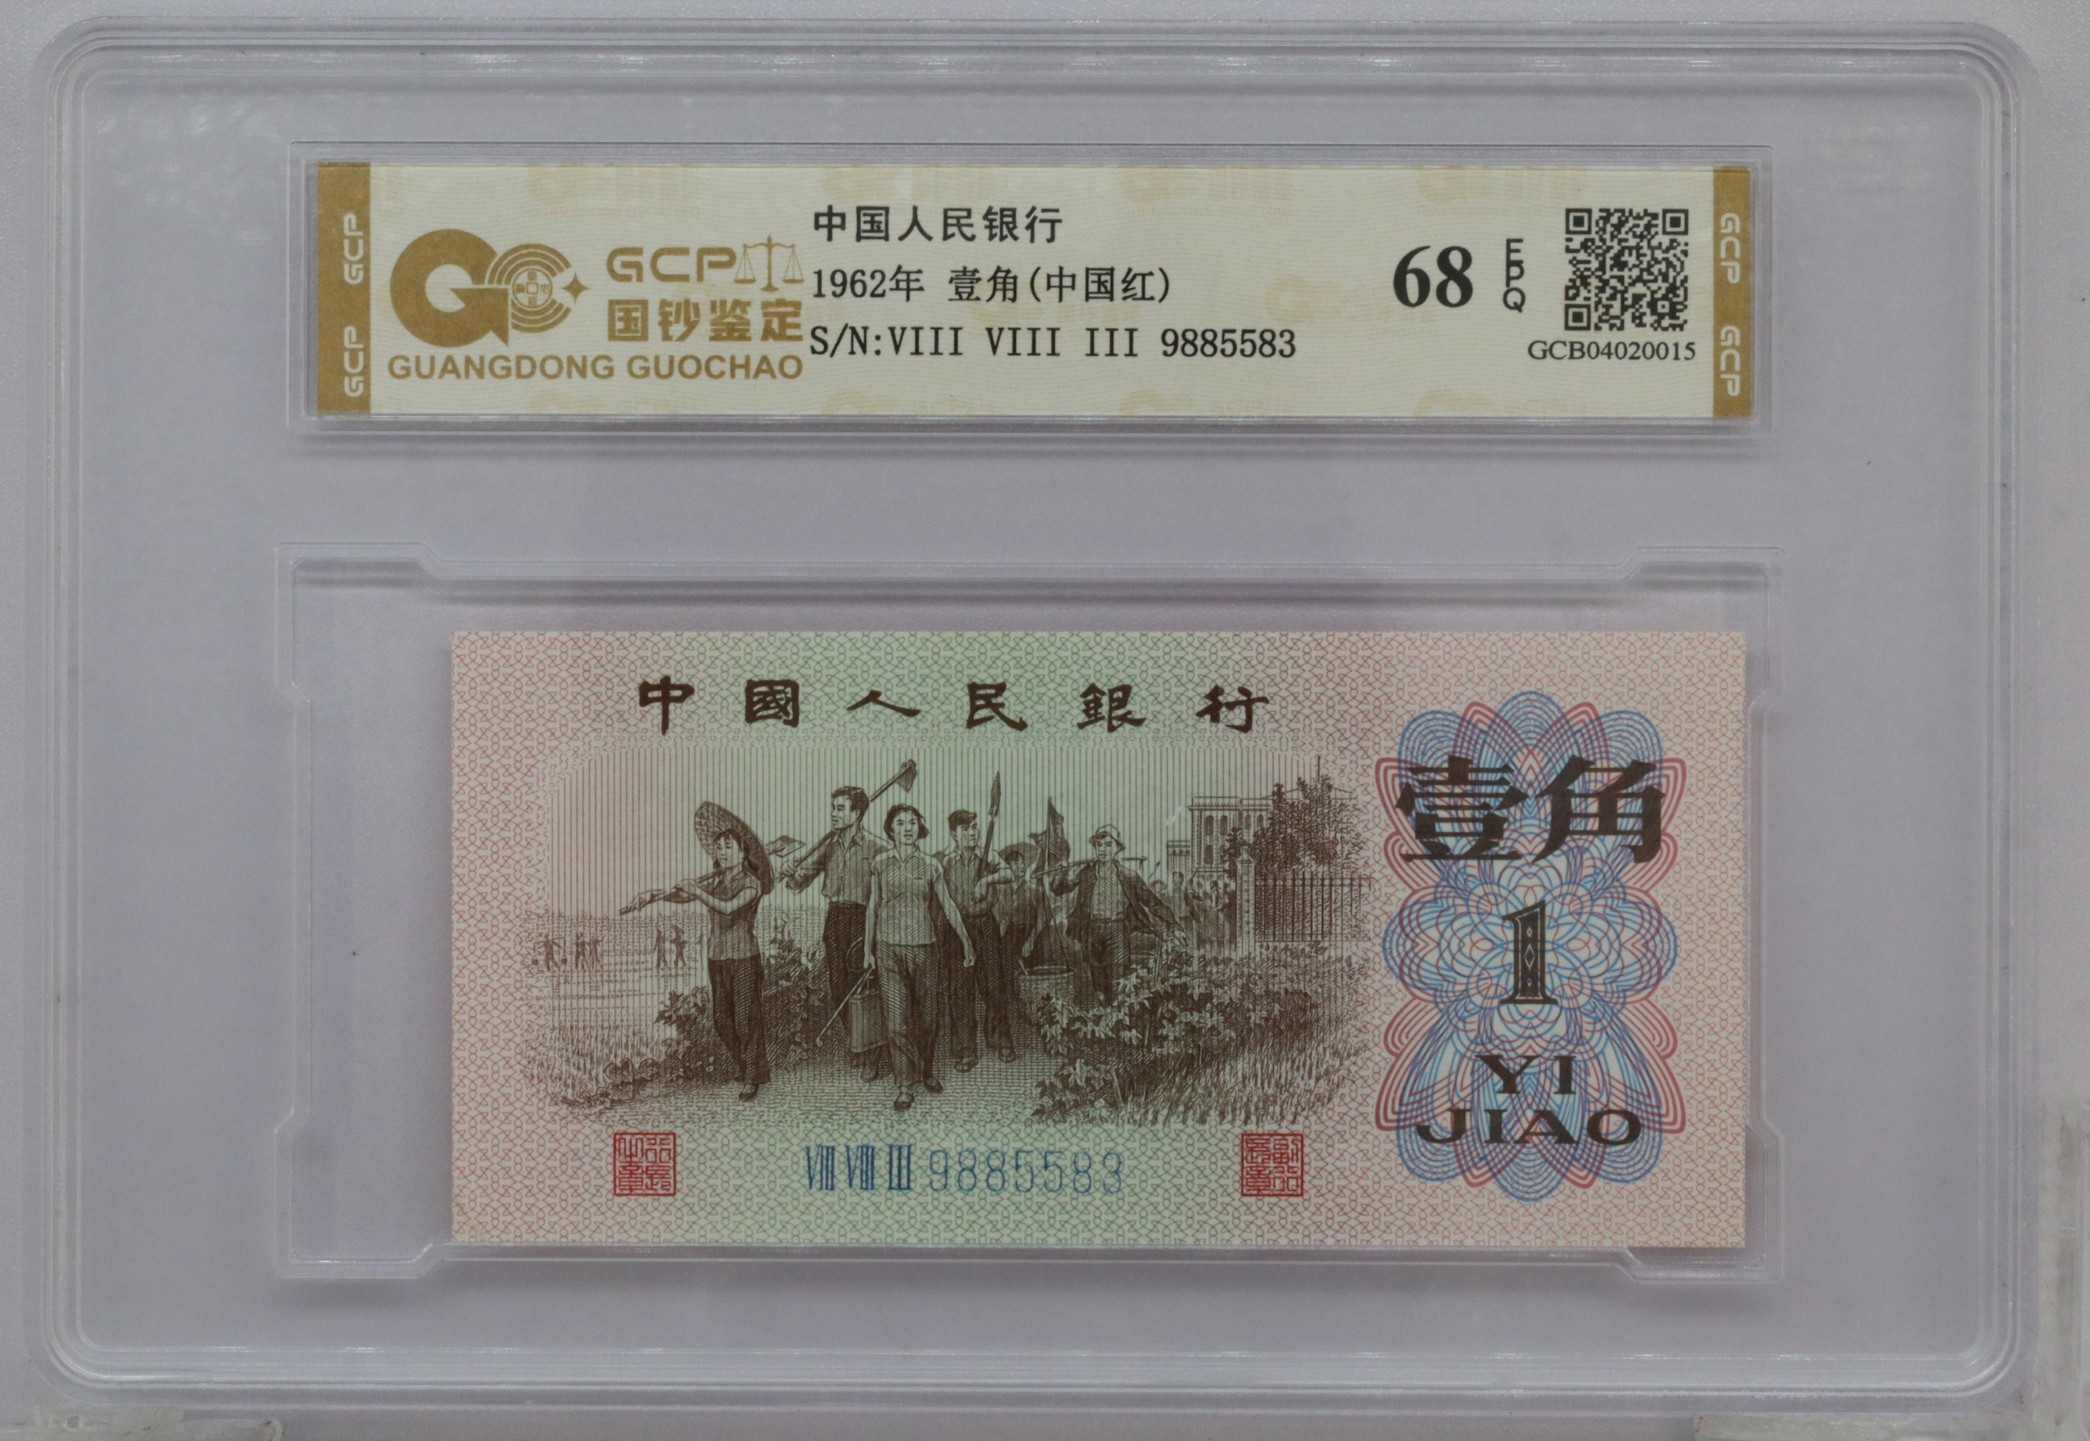 GCP GCP
GCP
国钞鉴定
GUANGDONG GUOCHAO
中国人民银行
1962年 壹角(中国红)
S/N:VIII VIII III 9885583
68
EPQ
GCB04020015
GCP GCP
中國人民銀行
壹角
1
YI
JIAO
VIII VIII III 9885583